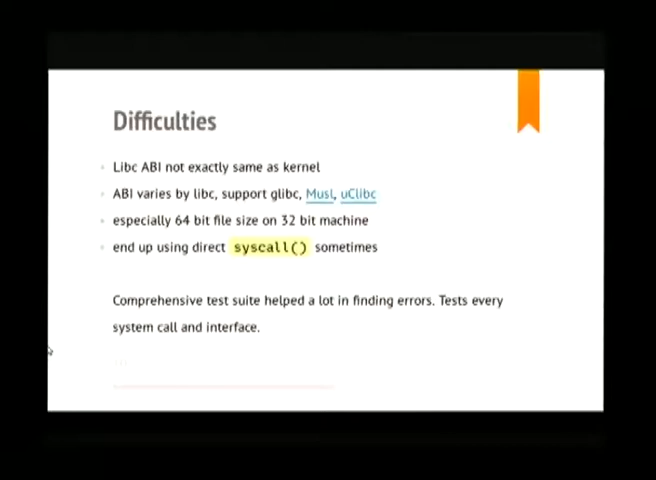 Difficulties
Libc ABI not exactly same as kernel
ABI varies by libc, support glibc, Musl, uClibc
especially 64 bit file size on 32 bit machine
end up using direct syscall() sometimes
Comprehensive test suite helped a lot in finding errors. Tests every
system call and interface.